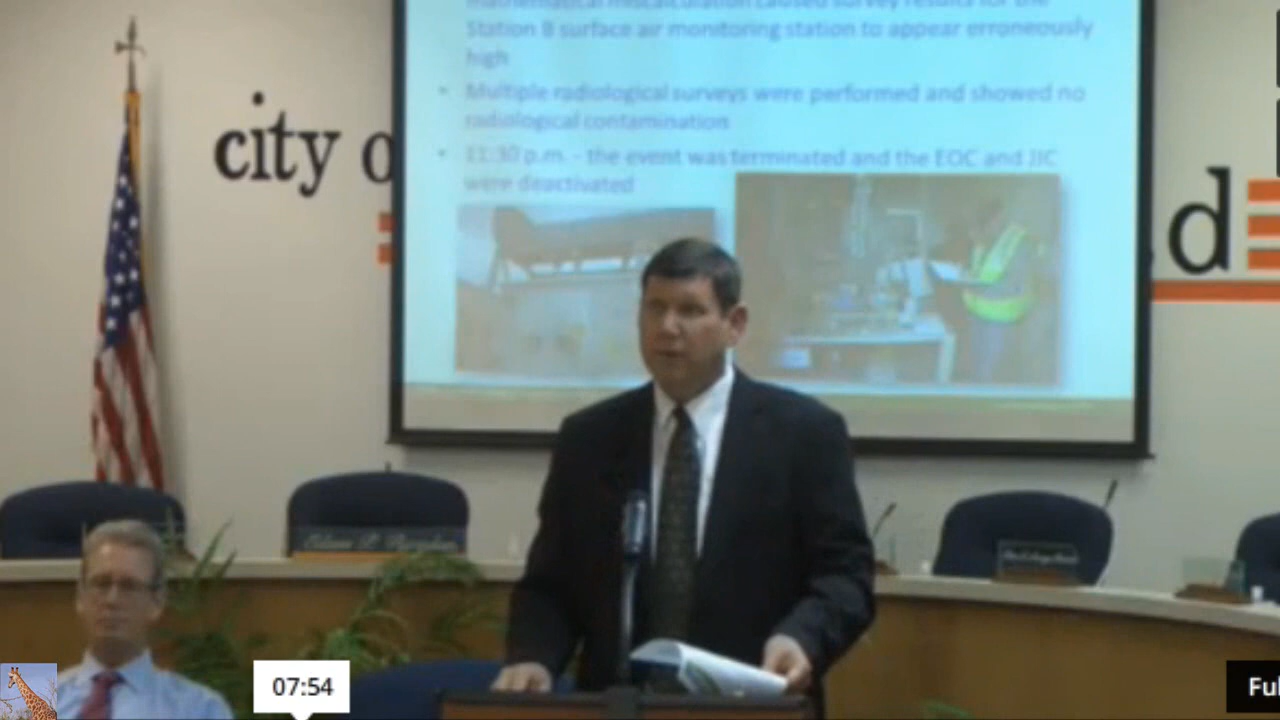 mathematical miscalculation caused survey results for the
Station B surface air monitoring station to appear erroneously
high
• Multiple radiological surveys were performed and showed no
radiological contamination
• 11:30 p.m. - the event was terminated and the EOC and JIC
were deactivated
city o
d
07:54
Ful